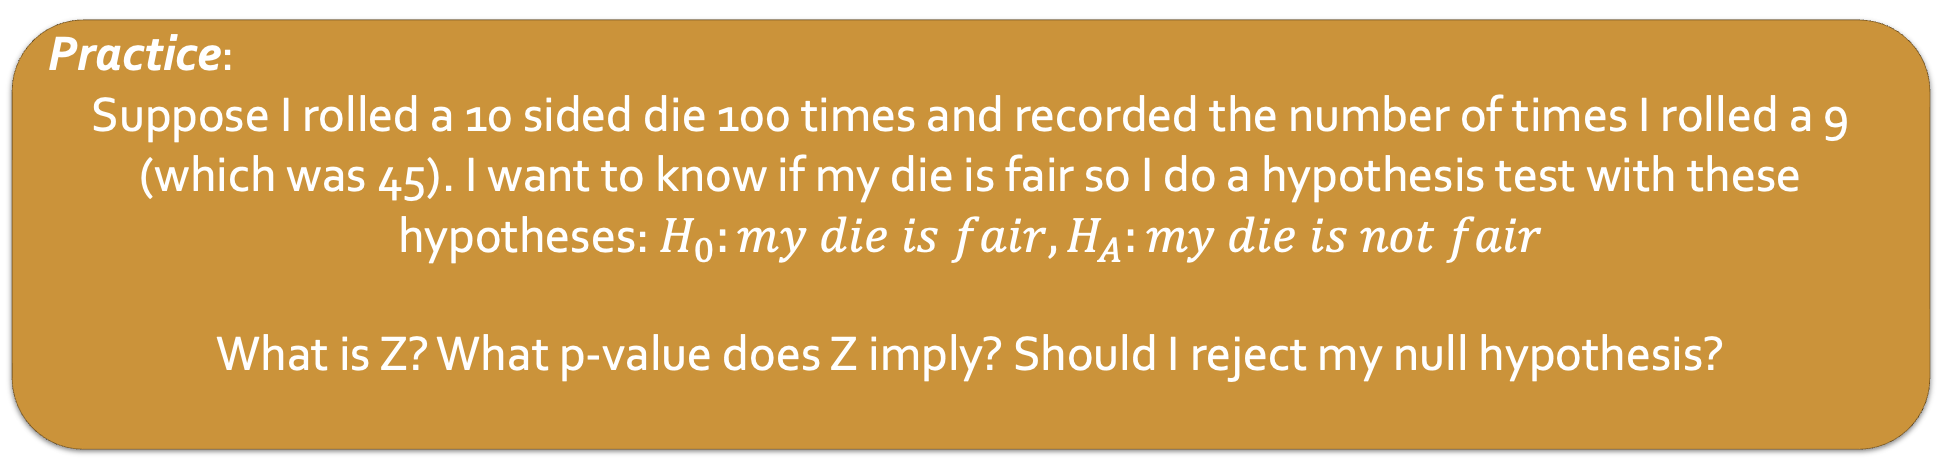 Practice:
Suppose I rolled a 10 sided die 100 times and recorded the number of times I rolled a 9
(which was 45). I want to know if my die is fair so I do a hypothesis test with these
hypotheses: H₀: my die is fair, H_A: my die is not fair
What is Z? What p-value does Z imply? Should I reject my null hypothesis?